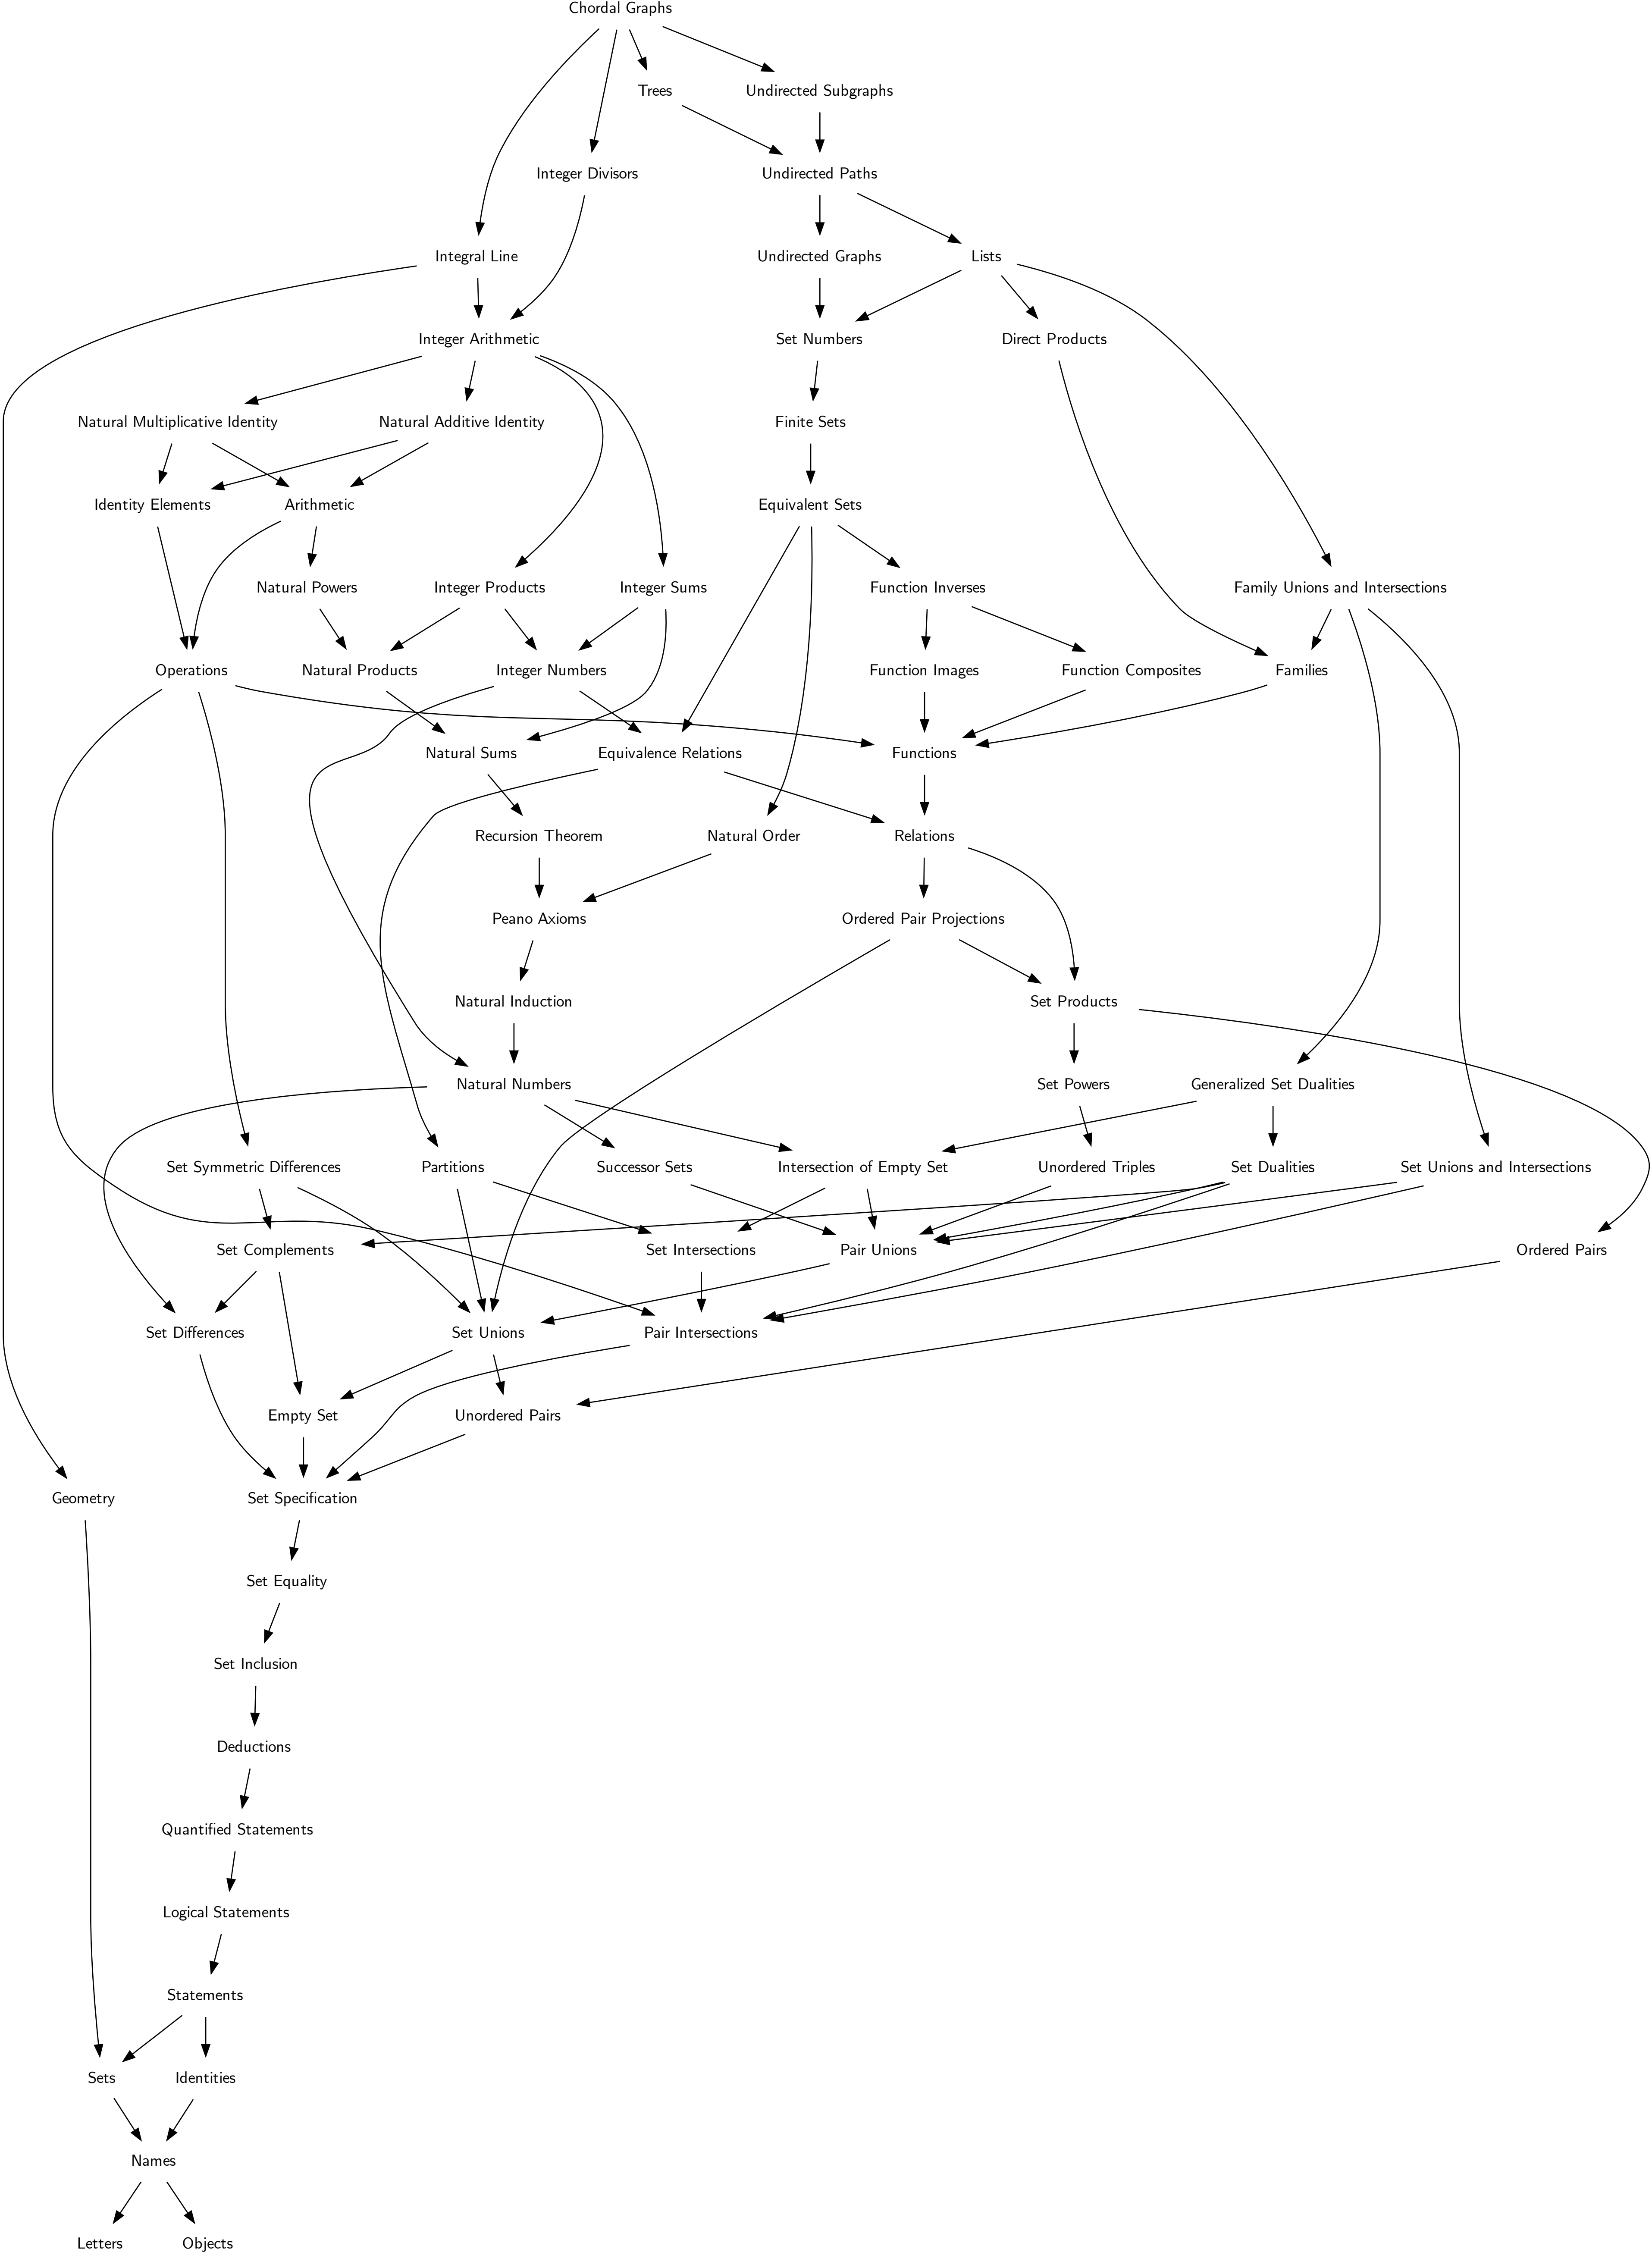 Chordal Graphs
Trees
Undirected Subgraphs
Integer Divisors
Undirected Paths
Integral Line
Undirected Graphs
Lists
Integer Arithmetic
Set Numbers
Direct Products
Natural Multiplicative Identity
Natural Additive Identity
Finite Sets
Identity Elements
Arithmetic
Equivalent Sets
Natural Powers
Integer Products
Integer Sums
Function Inverses
Family Unions and Intersections
Operations
Natural Products
Integer Numbers
Function Images
Function Composites
Families
Natural Sums
Equivalence Relations
Functions
Recursion Theorem
Natural Order
Relations
Peano Axioms
Ordered Pair Projections
Natural Induction
Set Products
Natural Numbers
Set Powers
Generalized Set Dualities
Set Symmetric Differences
Partitions
Successor Sets
Intersection of Empty Set
Unordered Triples
Set Dualities
Set Unions and Intersections
Set Complements
Set Intersections
Pair Unions
Ordered Pairs
Set Differences
Set Unions
Pair Intersections
Empty Set
Unordered Pairs
Geometry
Set Specification
Set Equality
Set Inclusion
Deductions
Quantified Statements
Logical Statements
Statements
Sets
Identities
Names
Letters
Objects